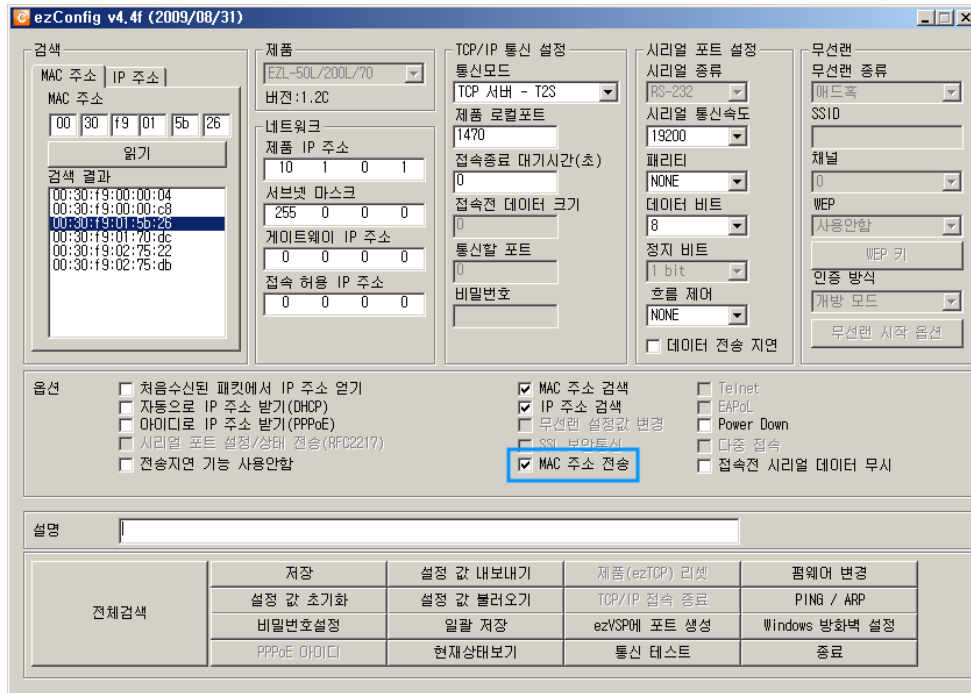 ezConfig v4.4f (2009/08/31)
검색
MAC 주소
IP 주소
MAC 주소
00 30 f9 01 5b 26
읽기
검색 결과
00:30:f9:00:00:04
00:30:f9:00:00:c8
00:30:f9:01:5b:26
00:30:f9:01:70:dc
00:30:f9:02:75:22
00:30:f9:02:75:db
제품
EZL-50L/200L/70
버전:1.2C
네트워크
제품 IP 주소
10 1 0 1
서브넷 마스크
255 0 0 0
게이트웨이 IP 주소
0 0 0 0
접속 허용 IP 주소
0 0 0 0
TCP/IP 통신 설정
통신모드
TCP 서버 - T2S
제품 로컬포트
1470
접속종료 대기시간(초)
0
접속전 데이터 크기
0
통신할 포트
0
비밀번호
시리얼 포트 설정
시리얼 종류
RS-232
시리얼 통신속도
19200
패리티
NONE
데이터 비트
8
정지 비트
1 bit
흐름 제어
NONE
데이터 전송 지연
무선랜
무선랜 종류
애드혹
SSID
채널
0
WEP
사용안함
WEP 키
인증 방식
개방 모드
무선랜 시작 옵션
옵션
처음수신된 패킷에서 IP 주소 얻기
자동으로 IP 주소 받기(DHCP)
아이디로 IP 주소 받기(PPPoE)
시리얼 포트 설정/상태 전송(RFC2217)
전송지연 기능 사용안함
MAC 주소 검색
IP 주소 검색
무선랜 설정값 변경
SSL 보안통신
MAC 주소 전송
Telnet
EAPoL
Power Down
다중 접속
접속전 시리얼 데이터 무시
설명
전체검색
저장
설정 값 내보내기
제품(ezTCP) 리셋
펌웨어 변경
설정 값 초기화
설정 값 불러오기
TCP/IP 접속 종료
PING / ARP
비밀번호설정
일괄 저장
ezVSP에 포트 생성
Windows 방화벽 설정
PPPoE 아이디
현재상태보기
통신 테스트
종료